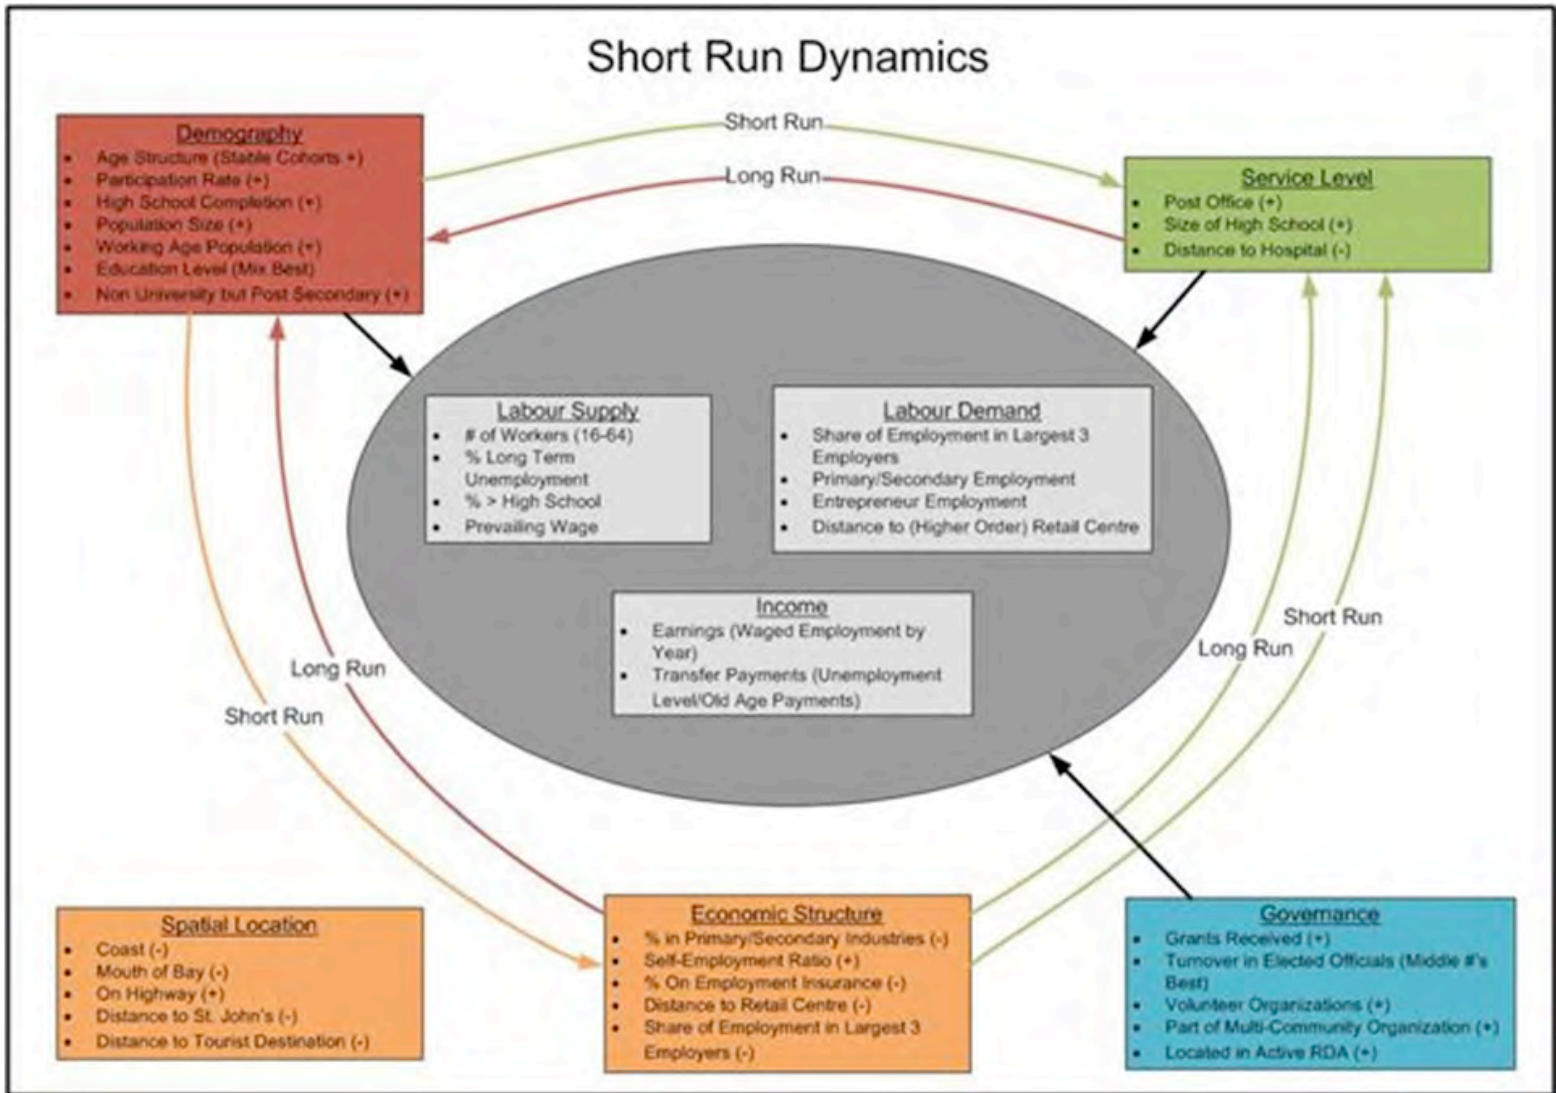 Short Run Dynamics
Demography
• Age Structure (Stable Cohorts +)
• Participation Rate (+)
• High School Completion (+)
• Population Size (+)
• Working Age Population (+)
• Education Level (Mix Best)
• Non University but Post Secondary (+)
Short Run
Long Run
Service Level
• Post Office (+)
• Size of High School (+)
• Distance to Hospital (-)
Labour Supply
• # of Workers (16-64)
• % Long Term
Unemployment
• % > High School
• Prevailing Wage
Labour Demand
• Share of Employment in Largest 3
Employers
• Primary/Secondary Employment
• Entrepreneur Employment
• Distance to (Higher Order) Retail Centre
Income
• Earnings (Waged Employment by
Year)
• Transfer Payments (Unemployment
Level/Old Age Payments)
Long Run
Short Run
Long Run
Short Run
Spatial Location
• Coast (-)
• Mouth of Bay (-)
• On Highway (+)
• Distance to St. John's (-)
• Distance to Tourist Destination (-)
Economic Structure
• % in Primary/Secondary Industries (-)
• Self-Employment Ratio (+)
• % On Employment Insurance (-)
• Distance to Retail Centre (-)
• Share of Employment in Largest 3
Employers (-)
Governance
• Grants Received (+)
• Turnover in Elected Officials (Middle #'s
Best)
• Volunteer Organizations (+)
• Part of Multi-Community Organization (+)
• Located in Active RDA (+)